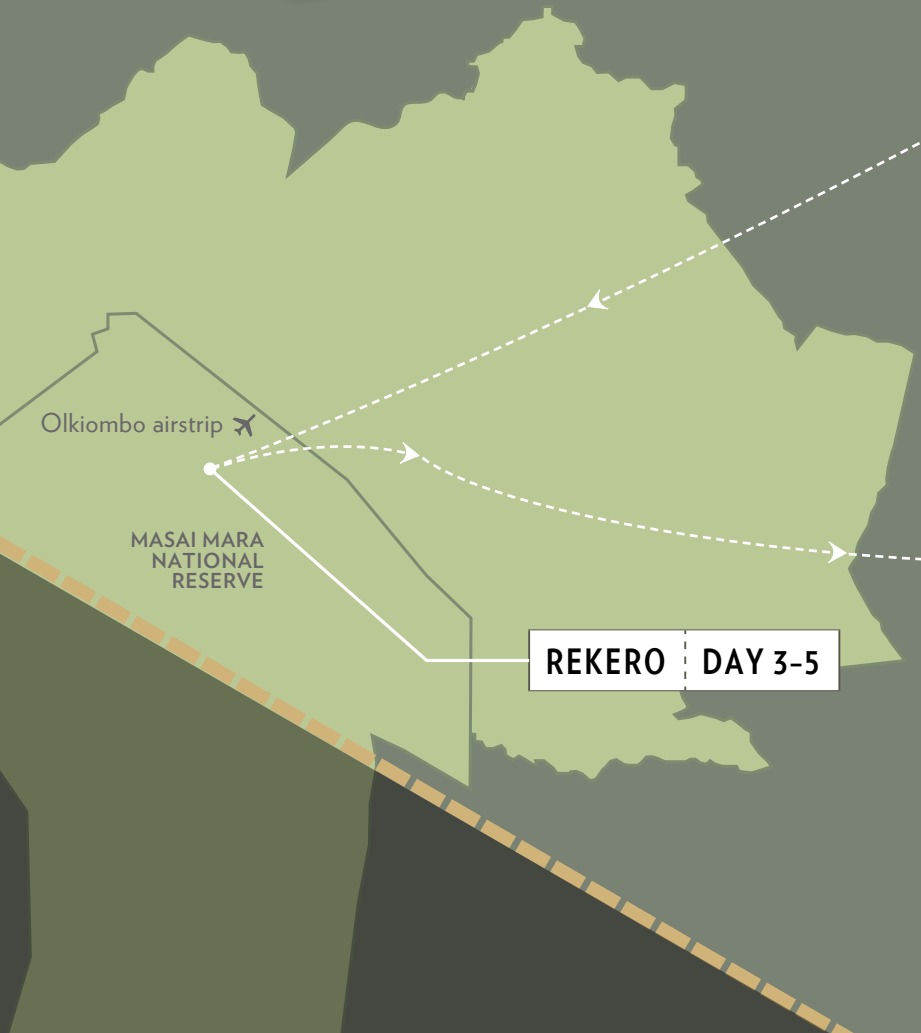 Olkiombo airstrip
MASAI MARA
NATIONAL
RESERVE
REKERO DAY 3-5